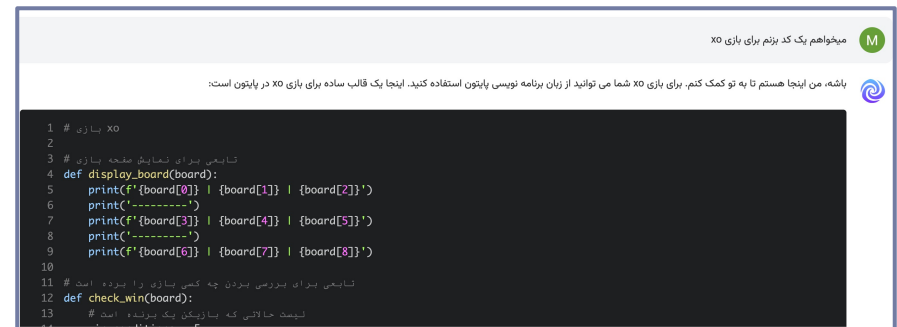 M
میخواهم یک کد بزنم برای بازی xo
باشه، من اینجا هستم تا به تو کمک کنم. برای بازی xo شما می توانید از زبان برنامه نویسی پایتون استفاده کنید. اینجا یک قالب ساده برای بازی xo در پایتون است:
1 # بازی xo
2
3 # تابعی برای نمایش صفحه بازی
4 def display_board(board):
5     print(f'{board[0]} | {board[1]} | {board[2]}')
6     print('---------')
7     print(f'{board[3]} | {board[4]} | {board[5]}')
8     print('---------')
9     print(f'{board[6]} | {board[7]} | {board[8]}')
10
11 # تابعی برای بررسی بردن چه کسی بازی را برده است
12 def check_win(board):
13     # لیست حالاتی که بازیکن یک برنده است